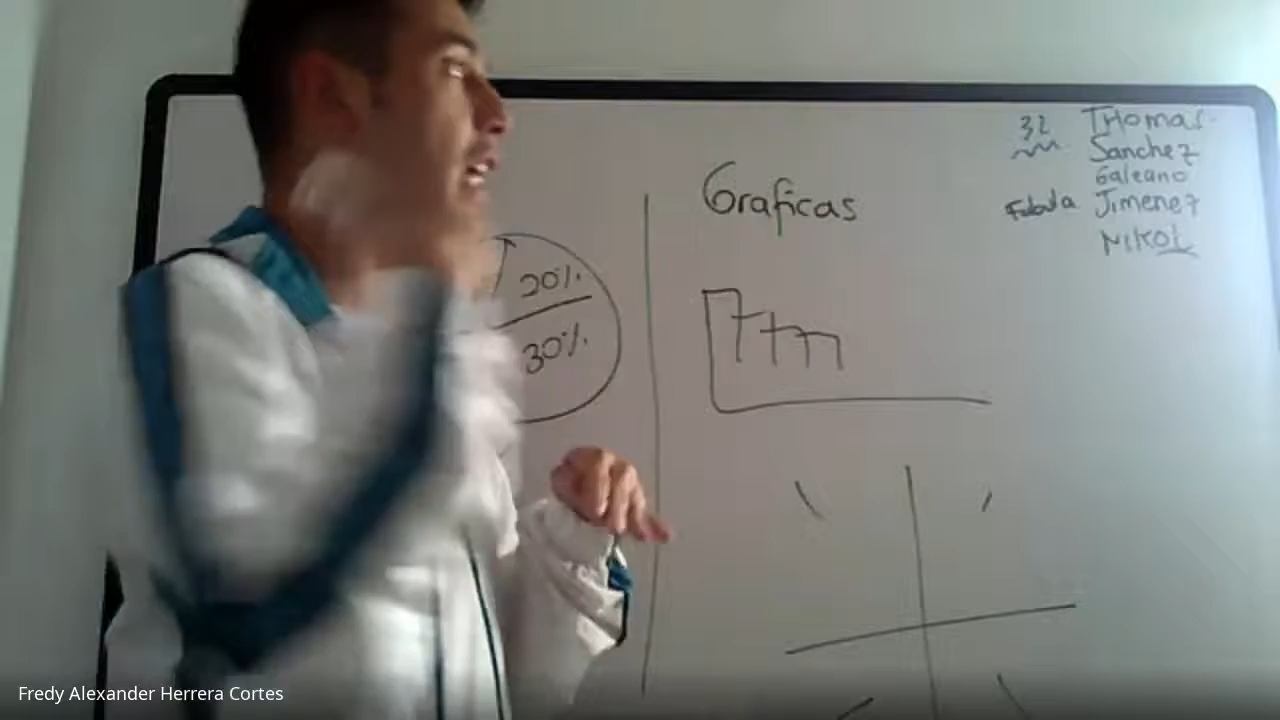 20%
30%
Graficas
32
THomas
Sanchez
Galeano
Jimenez
Nikol
Fredy Alexander Herrera Cortes